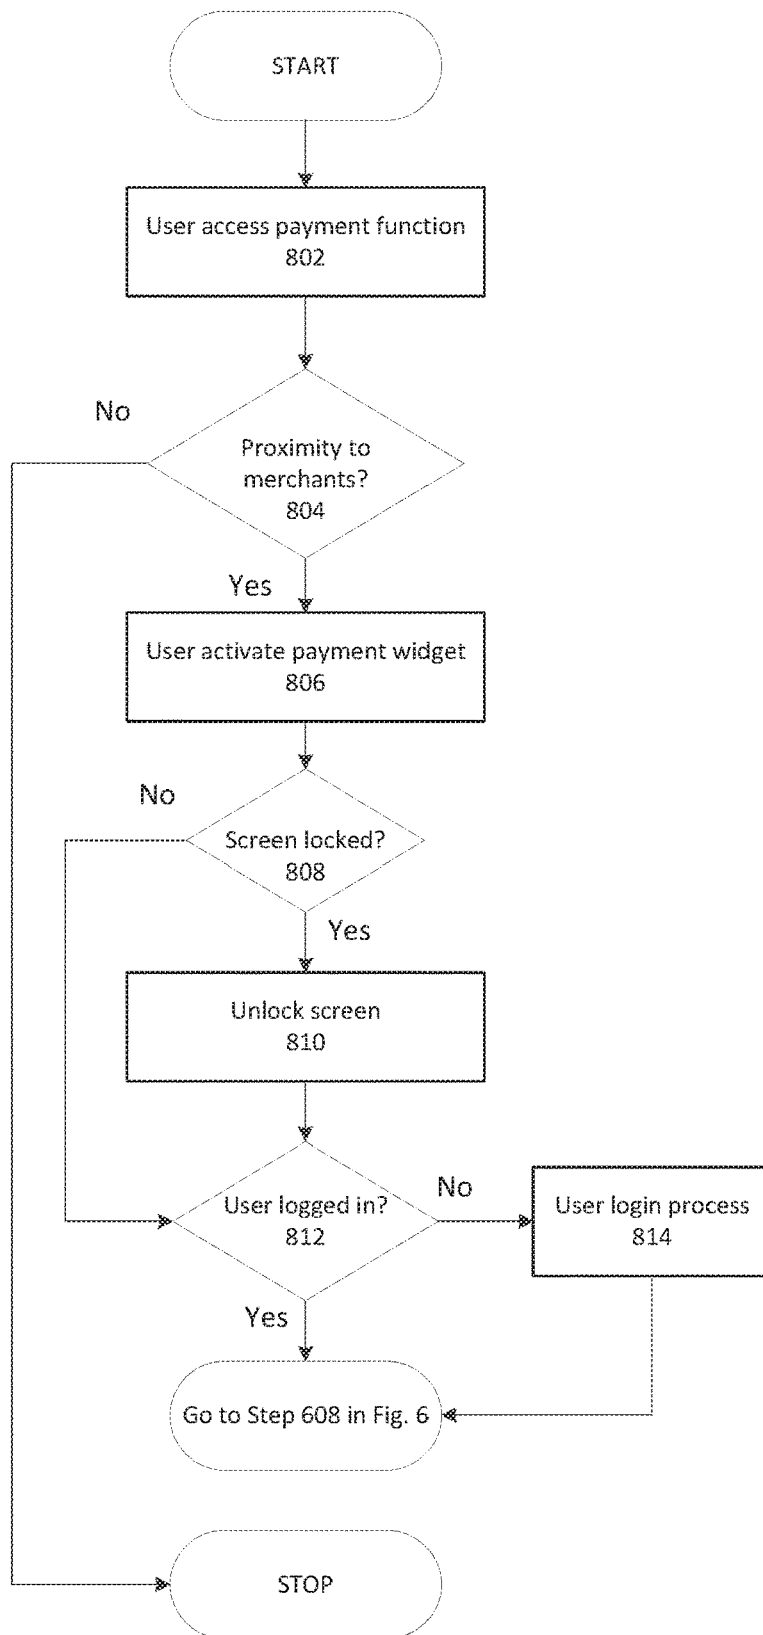 START
User access payment function
802
No
Proximity to
merchants?
804
Yes
User activate payment widget
806
No
Screen locked?
808
Yes
Unlock screen
810
User logged in?
812
No
User login process
814
Yes
Go to Step 608 in Fig. 6
STOP